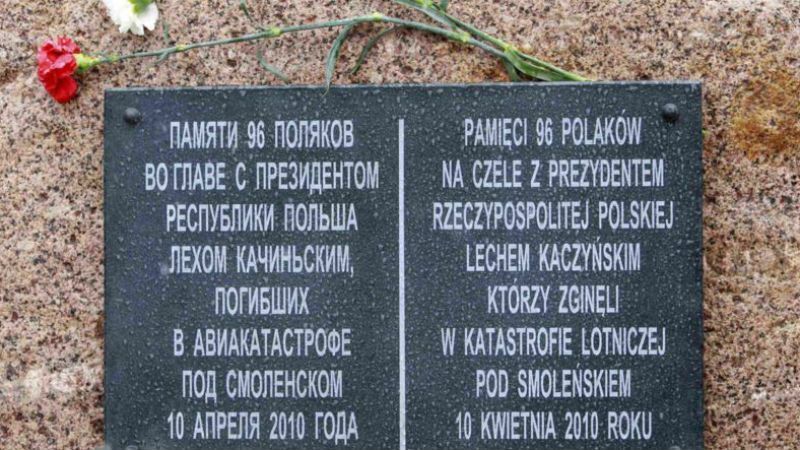 ПАМЯТИ 96 ПОЛЯКОВ
ВО ГЛАВЕ С ПРЕЗИДЕНТОМ
РЕСПУБЛИКИ ПОЛЬША
ЛЕХОМ КАЧИНЬСКИМ,
ПОГИБШИХ
В АВИАКАТАСТРОФЕ
ПОД СМОЛЕНСКОМ
10 АПРЕЛЯ 2010 ГОДА
PAMIĘCI 96 POLAKÓW
NA CZELE Z PREZYDENTEM
RZECZYPOSPOLITEJ POLSKIEJ
LECHEM KACZYŃSKIM
KTÓRZY ZGINĘLI
W KATASTROFIE LOTNICZEJ
POD SMOLEŃSKIEM
10 KWIETNIA 2010 ROKU